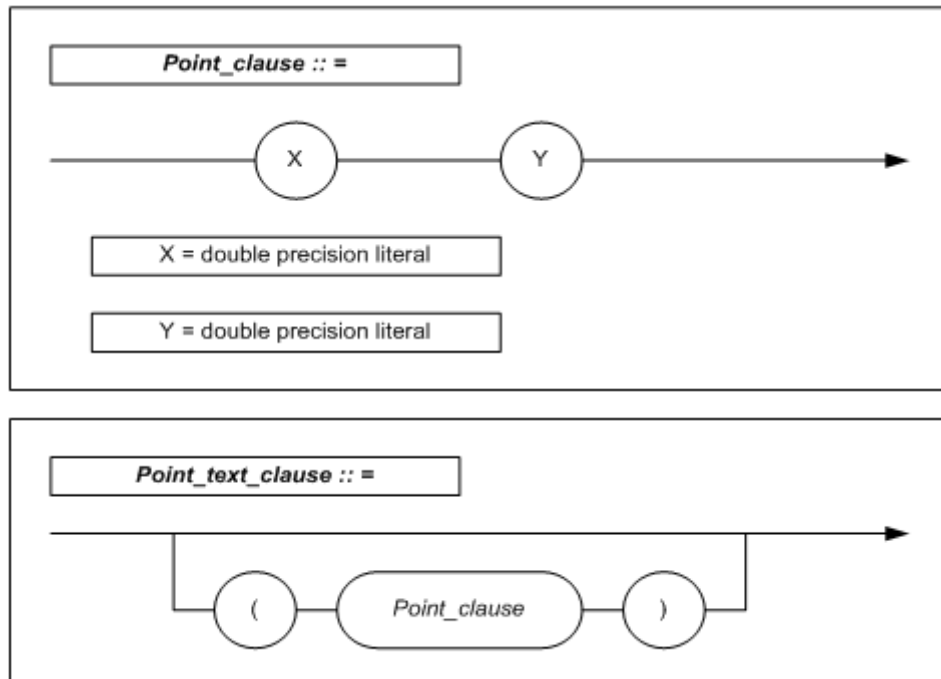 Point_clause :: =
X
Y
X = double precision literal
Y = double precision literal
Point_text_clause :: =
(
Point_clause
)